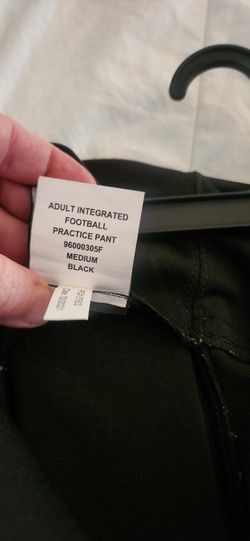 ADULT INTEGRATED
FOOTBALL
PRACTICE PANT
96000305F
MEDIUM
BLACK